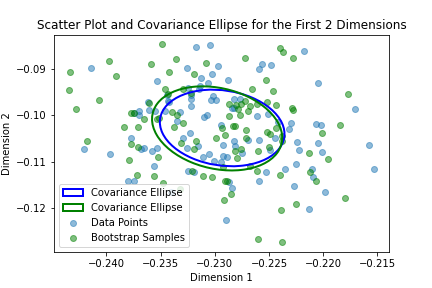 Scatter Plot and Covariance Ellipse for the First 2 Dimensions
Dimension 2
−0.09
−0.10
−0.11
−0.12
Covariance Ellipse
Covariance Ellipse
Data Points
Bootstrap Samples
−0.240 −0.235 −0.230 −0.225 −0.220 −0.215
Dimension 1